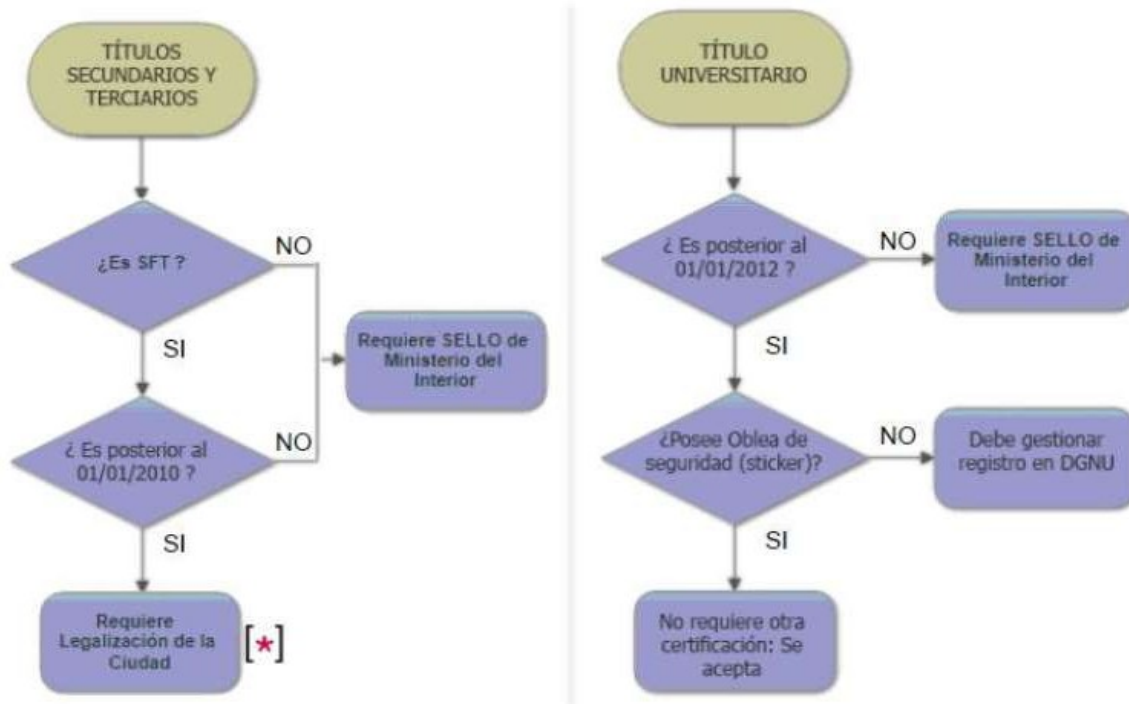 TÍTULOS
SECUNDARIOS Y
TERCIARIOS
¿Es SFT ?
NO
SI
Requiere SELLO de
Ministerio del
Interior
¿ Es posterior al
01/01/2010 ?
NO
SI
Requiere
Legalización de la
Ciudad
[*]
TÍTULO
UNIVERSITARIO
¿ Es posterior al
01/01/2012 ?
NO
Requiere SELLO de
Ministerio del
Interior
SI
¿Posee Oblea de
seguridad (sticker)?
NO
Debe gestionar
registro en DGNU
SI
No requiere otra
certificación: Se
acepta